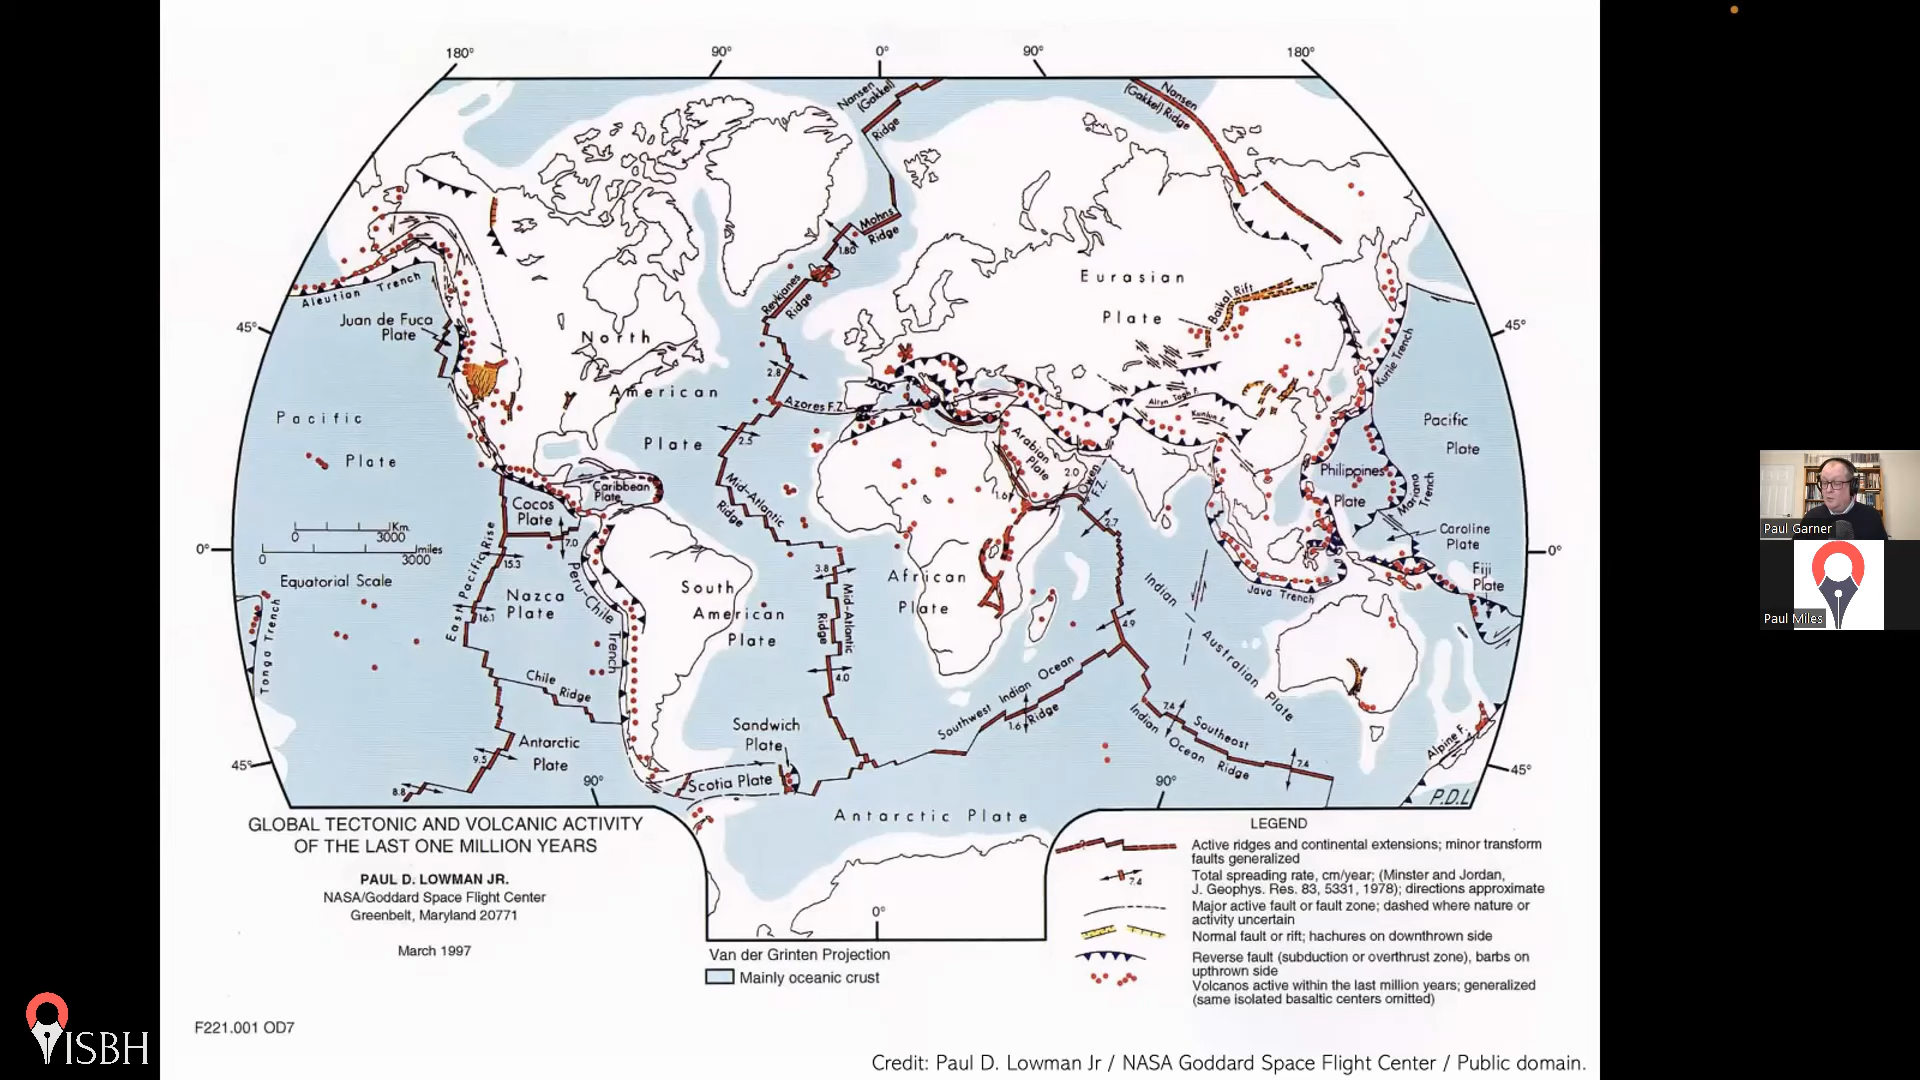 180°
90°
0°
90°
180°
Nansen
(Gakkel)
Ridge
Nansen
(Gakkel) Ridge
Mohns
Ridge
1.80
Reykjanes
Ridge
Aleutian Trench
Juan de Fuca
Plate
45°
45°
North
American
Plate
Eurasian
Plate
Baikal Rift
Kurile Trench
2.8
Azores F.Z.
2.5
Altyn Tagh F.
Kunlun F.
Pacific
Plate
Pacific
Plate
Arabian
Plate
2.0
Owen
F.Z.
1.6
Philippines
Plate
Mariana
Trench
Caribbean
Plate
Cocos
Plate
Mid-Atlantic
Ridge
2.7
Caroline
Plate
0 3000 Km.
0 3000 miles
Equatorial Scale
0°
0°
7.0
15.3
East Pacific Rise
16.1
Nazca
Plate
Peru-Chile
Trench
South
American
Plate
3.8
Mid-Atlantic
Ridge
4.0
African
Plate
Indian
Australian Plate
Java Trench
Fiji
Plate
Tonga Trench
4.9
Chile
Ridge
Southwest Indian Ocean
Ridge
1.6
7.4
Southeast
Indian Ocean Ridge
7.4
Alpine F.
Antarctic
Plate
9.5
8.8
Sandwich
Plate
Scotia Plate
45°
45°
90°
90°
Antarctic Plate
P.D.L
GLOBAL TECTONIC AND VOLCANIC ACTIVITY
OF THE LAST ONE MILLION YEARS
PAUL D. LOWMAN JR.
NASA/Goddard Space Flight Center
Greenbelt, Maryland 20771
March 1997
0°
Van der Grinten Projection
Mainly oceanic crust
LEGEND
Active ridges and continental extensions; minor transform
faults generalized
7.4
Total spreading rate, cm/year; (Minster and Jordan,
J. Geophys. Res. 83, 5331, 1978); directions approximate
Major active fault or fault zone; dashed where nature or
activity uncertain
Normal fault or rift; hachures on downthrown side
Reverse fault (subduction or overthrust zone), barbs on
upthrown side
Volcanos active within the last million years; generalized
(same isolated basaltic centers omitted)
F221.001 OD7
Credit: Paul D. Lowman Jr / NASA Goddard Space Flight Center / Public domain.
ISBH
Paul Garner
Paul Miles